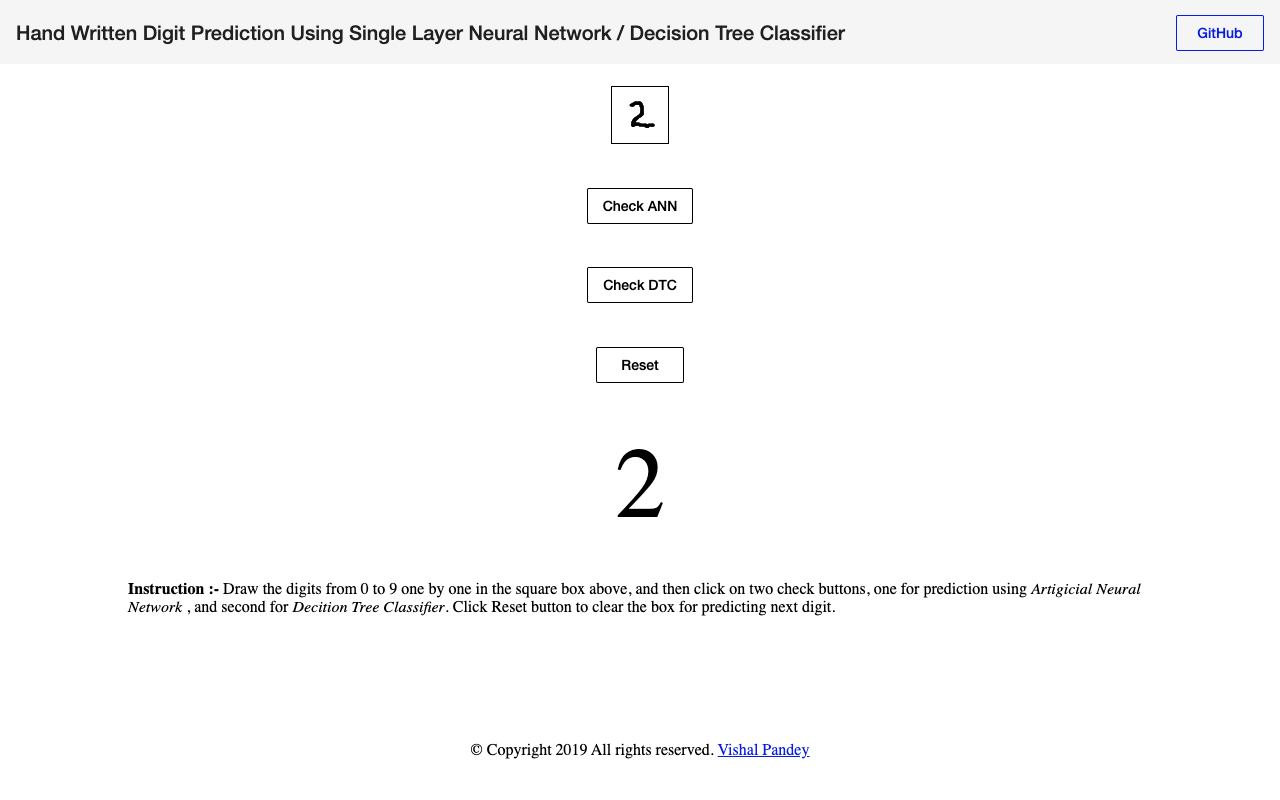 Hand Written Digit Prediction Using Single Layer Neural Network / Decision Tree Classifier
GitHub
2
Check ANN
Check DTC
Reset
2
Instruction :- Draw the digits from 0 to 9 one by one in the square box above, and then click on two check buttons, one for prediction using Artigicial Neural
Network , and second for Decition Tree Classifier. Click Reset button to clear the box for predicting next digit.
© Copyright 2019 All rights reserved. Vishal Pandey